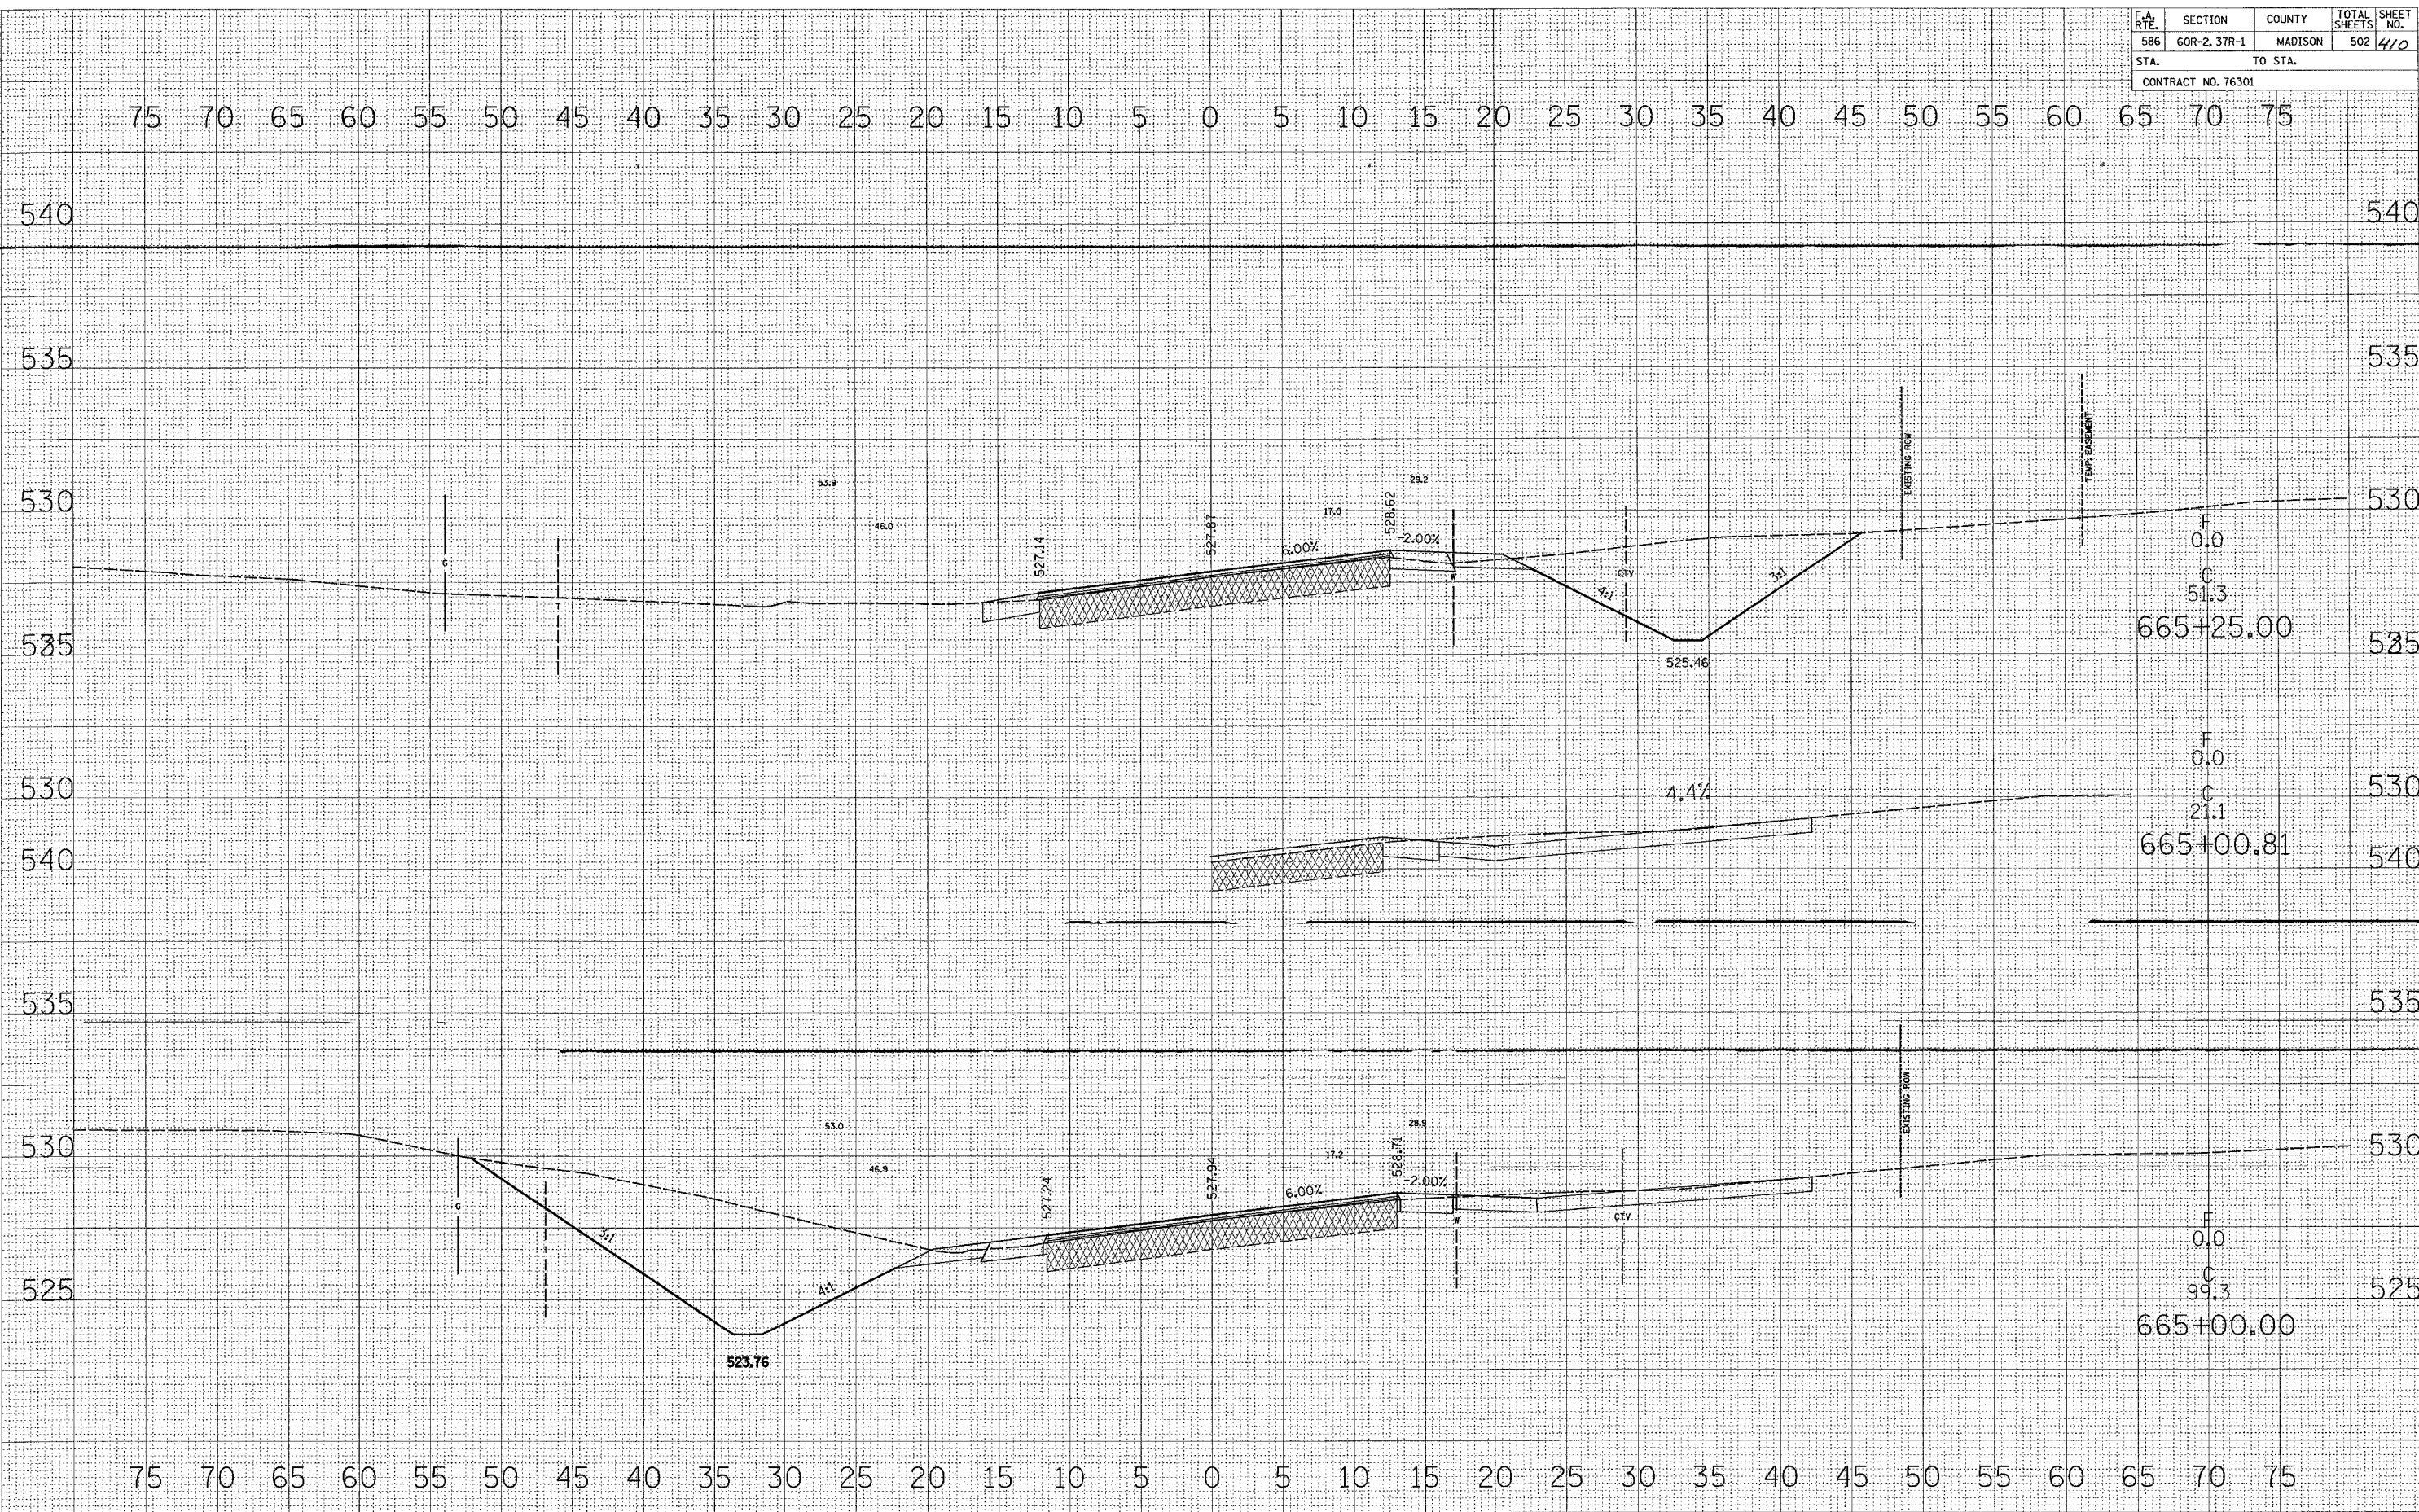 F.A. RTE. SECTION COUNTY TOTAL SHEETS SHEET NO.
586 60R-2, 37R-1 MADISON 502 410
STA. TO STA.
CONTRACT NO. 76301
75 70 65 60 55 50 45 40 35 30 25 20 15 10 5 0 5 10 15 20 25 30 35 40 45 50 55 60 65 70 75
540 540
535 535
EXISTING ROW
TEMP. EASEMENT
530 53.9 29.2 530
46.0 17.0
527.14 527.87 6.00% 528.62 -2.00%
F
0.0
G T W CTV 4:1 3:1
C
51.3
665+25.00
525
525.46
F
0.0
530 4.4% 530
C
21.1
665+00.81
540 540
535 535
EXISTING ROW
530 53.0 28.9 530
46.9 17.2
527.24 527.94 6.00% 528.71 -2.00%
G T W CTV
3:1 4:1
F
0.0
C
99.3
525 525
665+00.00
523.76
75 70 65 60 55 50 45 40 35 30 25 20 15 10 5 0 5 10 15 20 25 30 35 40 45 50 55 60 65 70 75